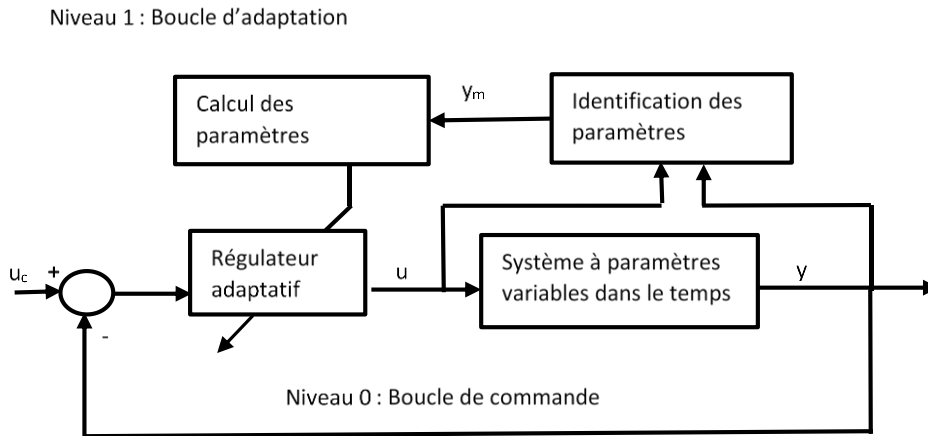 Niveau 1 : Boucle d’adaptation
Calcul des
paramètres
yₘ
Identification des
paramètres
u꜀
+
-
Régulateur
adaptatif
u
Système à paramètres
variables dans le temps
y
Niveau 0 : Boucle de commande